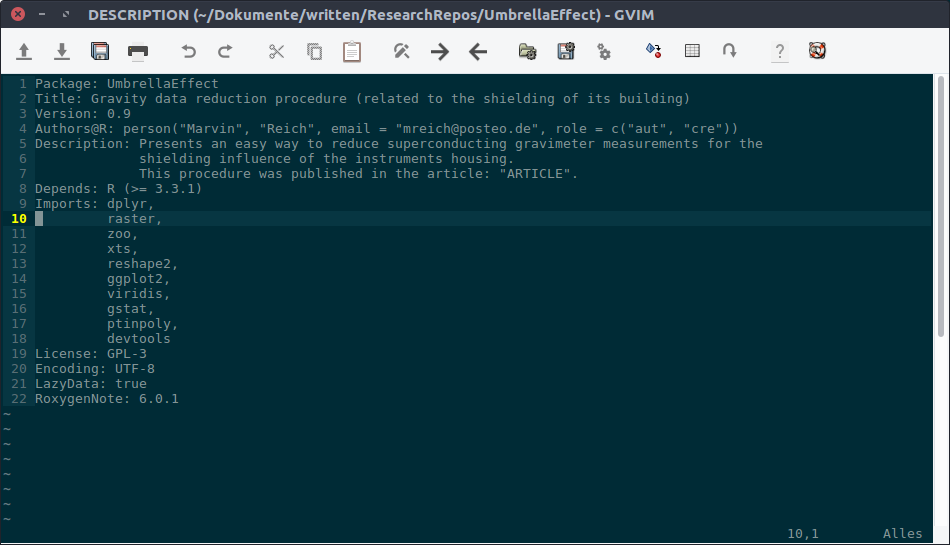 DESCRIPTION (~/Dokumente/written/ResearchRepos/UmbrellaEffect) - GVIM
1 Package: UmbrellaEffect
2 Title: Gravity data reduction procedure (related to the shielding of its building)
3 Version: 0.9
4 Authors@R: person("Marvin", "Reich", email = "mreich@posteo.de", role = c("aut", "cre"))
5 Description: Presents an easy way to reduce superconducting gravimeter measurements for the
6              shielding influence of the instruments housing.
7              This procedure was published in the article: "ARTICLE".
8 Depends: R (>= 3.3.1)
9 Imports: dplyr,
10          raster,
11          zoo,
12          xts,
13          reshape2,
14          ggplot2,
15          viridis,
16          gstat,
17          ptinpoly,
18          devtools
19 License: GPL-3
20 Encoding: UTF-8
21 LazyData: true
22 RoxygenNote: 6.0.1
~
~
~
~
~
~
~
~
10,1 Alles